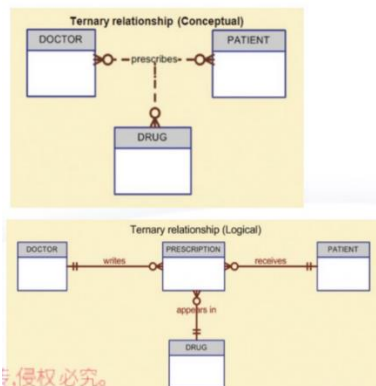 Ternary relationship (Conceptual)
DOCTOR
prescribes
PATIENT
DRUG
Ternary relationship (Logical)
DOCTOR
writes
PRESCRIPTION
receives
PATIENT
appears in
DRUG
侵权必究。